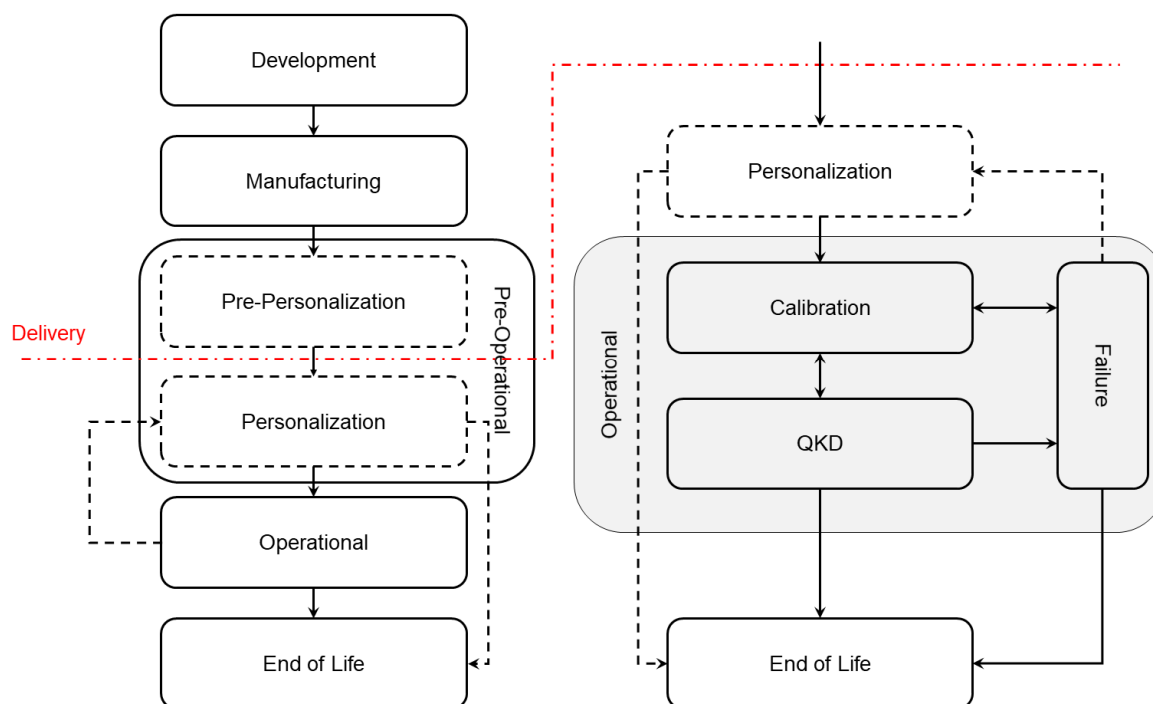 Development
Manufacturing
Pre-Personalization
Pre-Operational
Delivery
Personalization
Operational
End of Life
Personalization
Operational
Calibration
Failure
QKD
End of Life